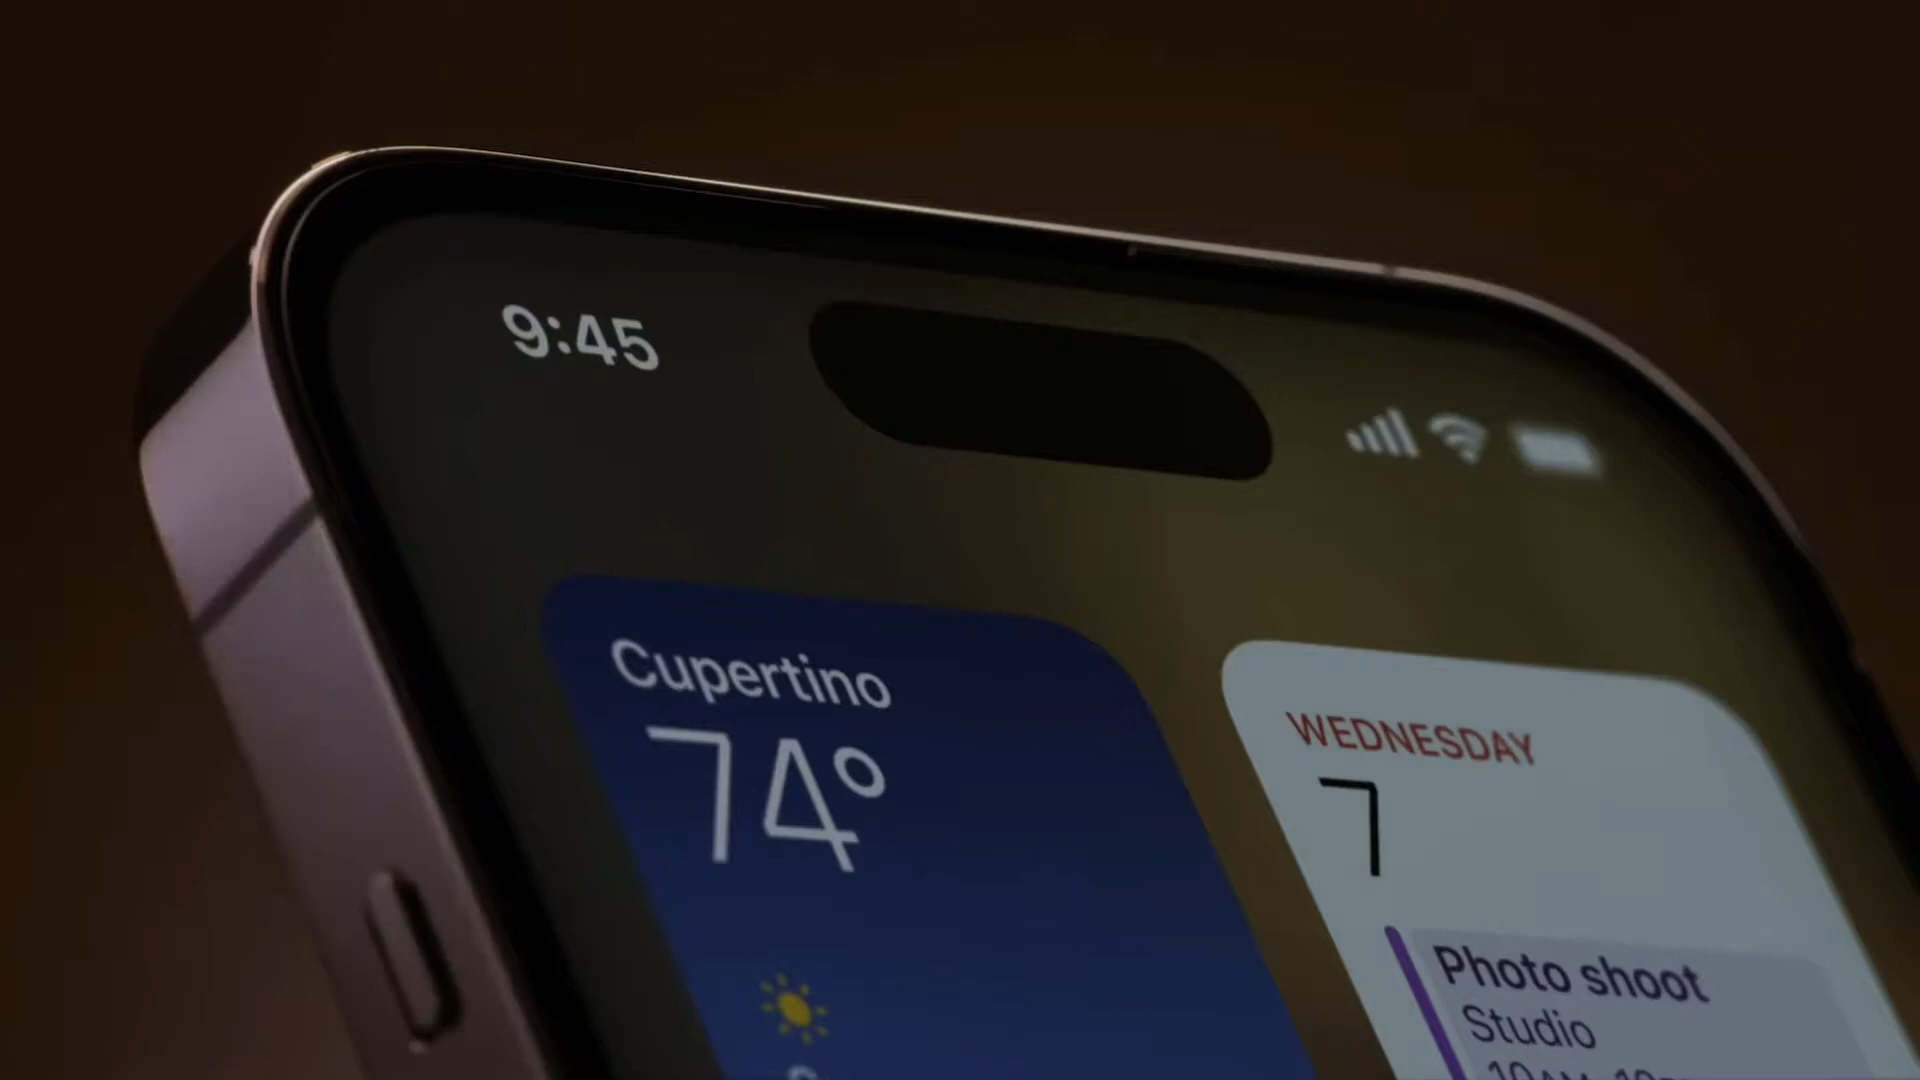 9:45
Cupertino
74°
WEDNESDAY
7
Photo shoot
Studio